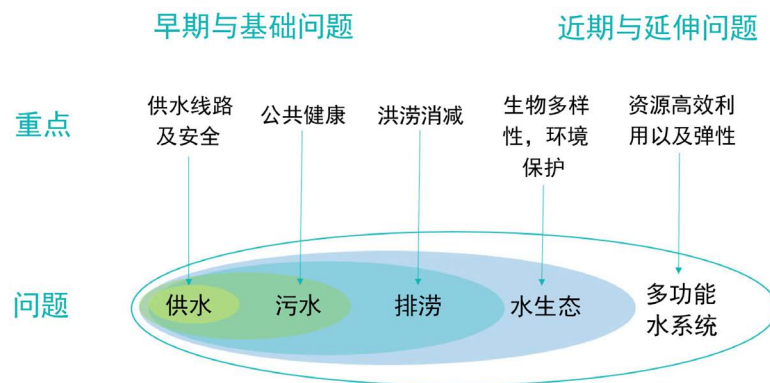 早期与基础问题
近期与延伸问题
重点
供水线路
及安全
公共健康
洪涝消减
生物多样
性，环境
保护
资源高效利
用以及弹性
问题
供水
污水
排涝
水生态
多功能
水系统